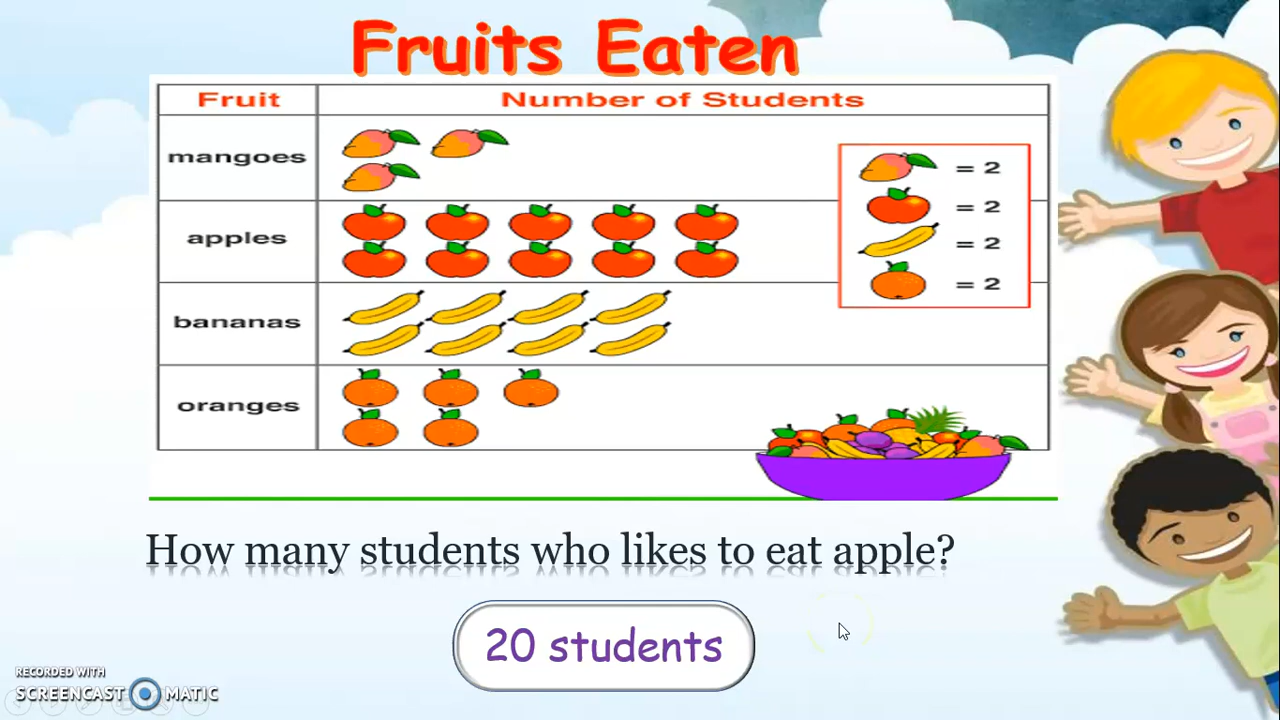 Fruits Eaten
Fruit Number of Students
mangoes
= 2
apples
= 2
= 2
bananas
= 2
oranges
How many students who likes to eat apple?
20 students
RECORDED WITH
SCREENCAST MATIC